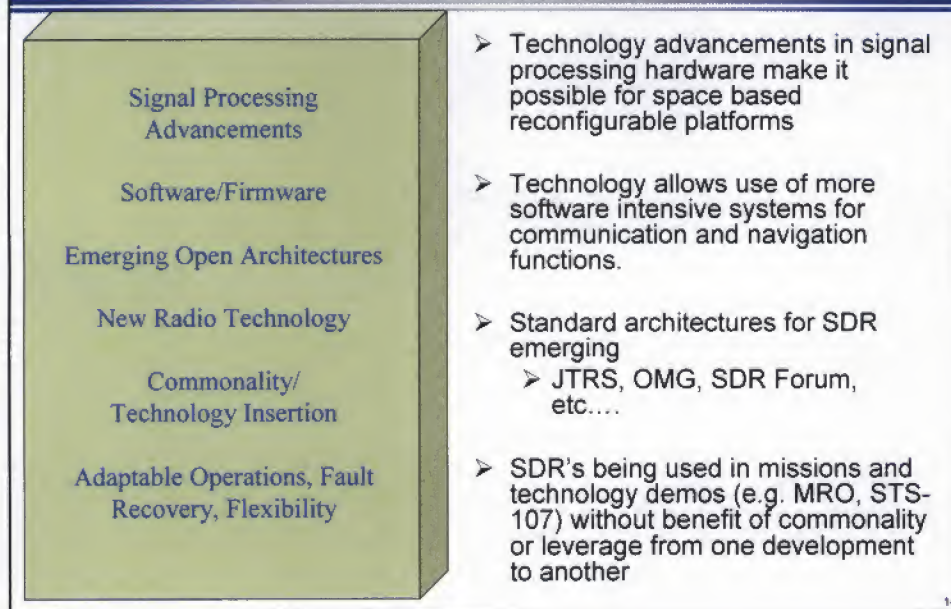 Signal Processing
Advancements
Software/Firmware
Emerging Open Architectures
New Radio Technology
Commonality/
Technology Insertion
Adaptable Operations, Fault
Recovery, Flexibility
➢ Technology advancements in signal
processing hardware make it
possible for space based
reconfigurable platforms
➢ Technology allows use of more
software intensive systems for
communication and navigation
functions.
➢ Standard architectures for SDR
emerging
➢ JTRS, OMG, SDR Forum,
etc....
➢ SDR's being used in missions and
technology demos (e.g. MRO, STS-
107) without benefit of commonality
or leverage from one development
to another